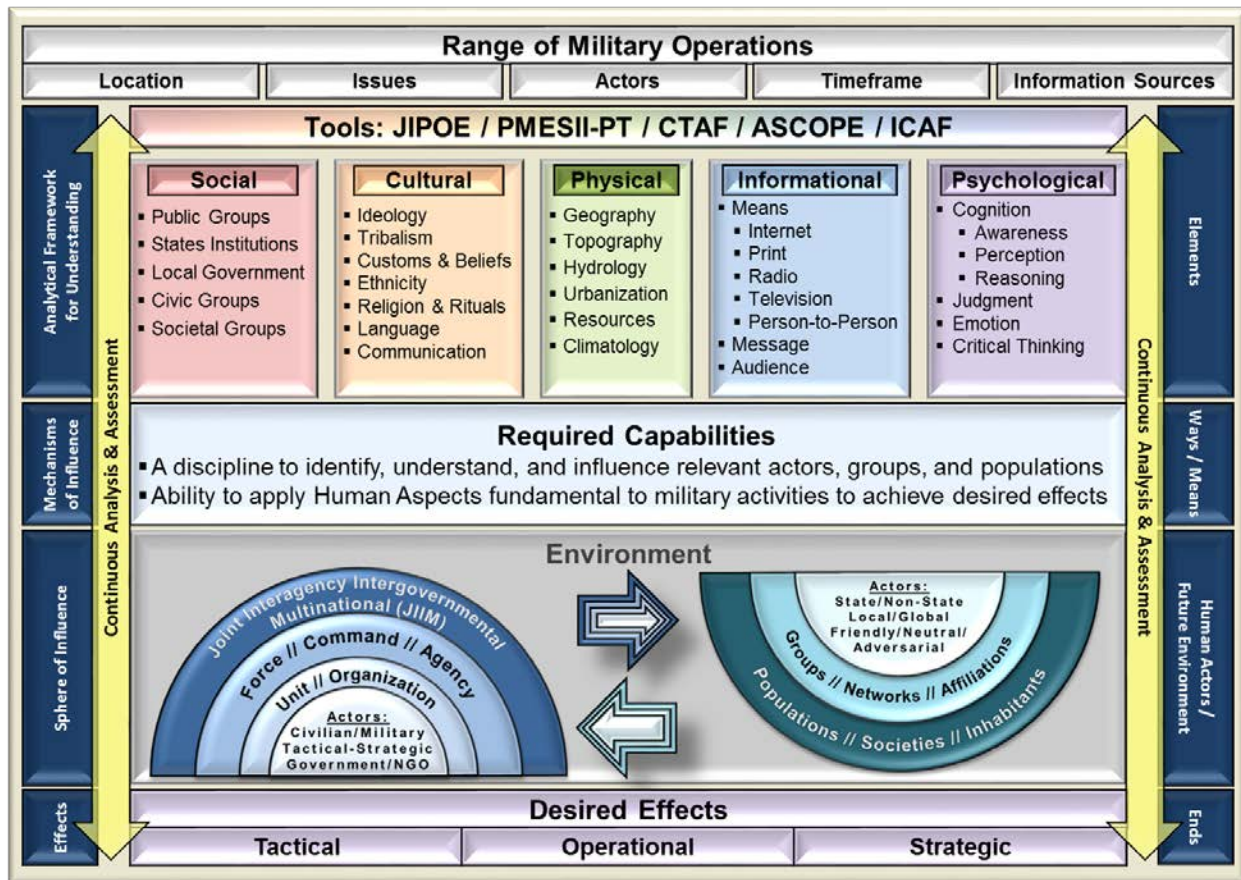 Range of Military Operations
Location
Issues
Actors
Timeframe
Information Sources
Analytical Framework
for Understanding
Continuous Analysis & Assessment
Tools: JIPOE / PMESII-PT / CTAF / ASCOPE / ICAF
Social
▪ Public Groups
▪ States Institutions
▪ Local Government
▪ Civic Groups
▪ Societal Groups
Cultural
▪ Ideology
▪ Tribalism
▪ Customs & Beliefs
▪ Ethnicity
▪ Religion & Rituals
▪ Language
▪ Communication
Physical
▪ Geography
▪ Topography
▪ Hydrology
▪ Urbanization
▪ Resources
▪ Climatology
Informational
▪ Means
▪ Internet
▪ Print
▪ Radio
▪ Television
▪ Person-to-Person
▪ Message
▪ Audience
Psychological
▪ Cognition
▪ Awareness
▪ Perception
▪ Reasoning
▪ Judgment
▪ Emotion
▪ Critical Thinking
Continuous Analysis & Assessment
Elements
Mechanisms
of Influence
Required Capabilities
▪ A discipline to identify, understand, and influence relevant actors, groups, and populations
▪ Ability to apply Human Aspects fundamental to military activities to achieve desired effects
Ways / Means
Sphere of Influence
Environment
Joint Interagency Intergovernmental
Multinational (JIIM)
Force // Command // Agency
Unit // Organization
Actors:
Civilian/Military
Tactical-Strategic
Government/NGO
Actors:
State/Non-State
Local/Global
Friendly/Neutral/
Adversarial
Groups // Networks // Affiliations
Populations // Societies // Inhabitants
Human Actors /
Future Environment
Effects
Desired Effects
Tactical
Operational
Strategic
Ends